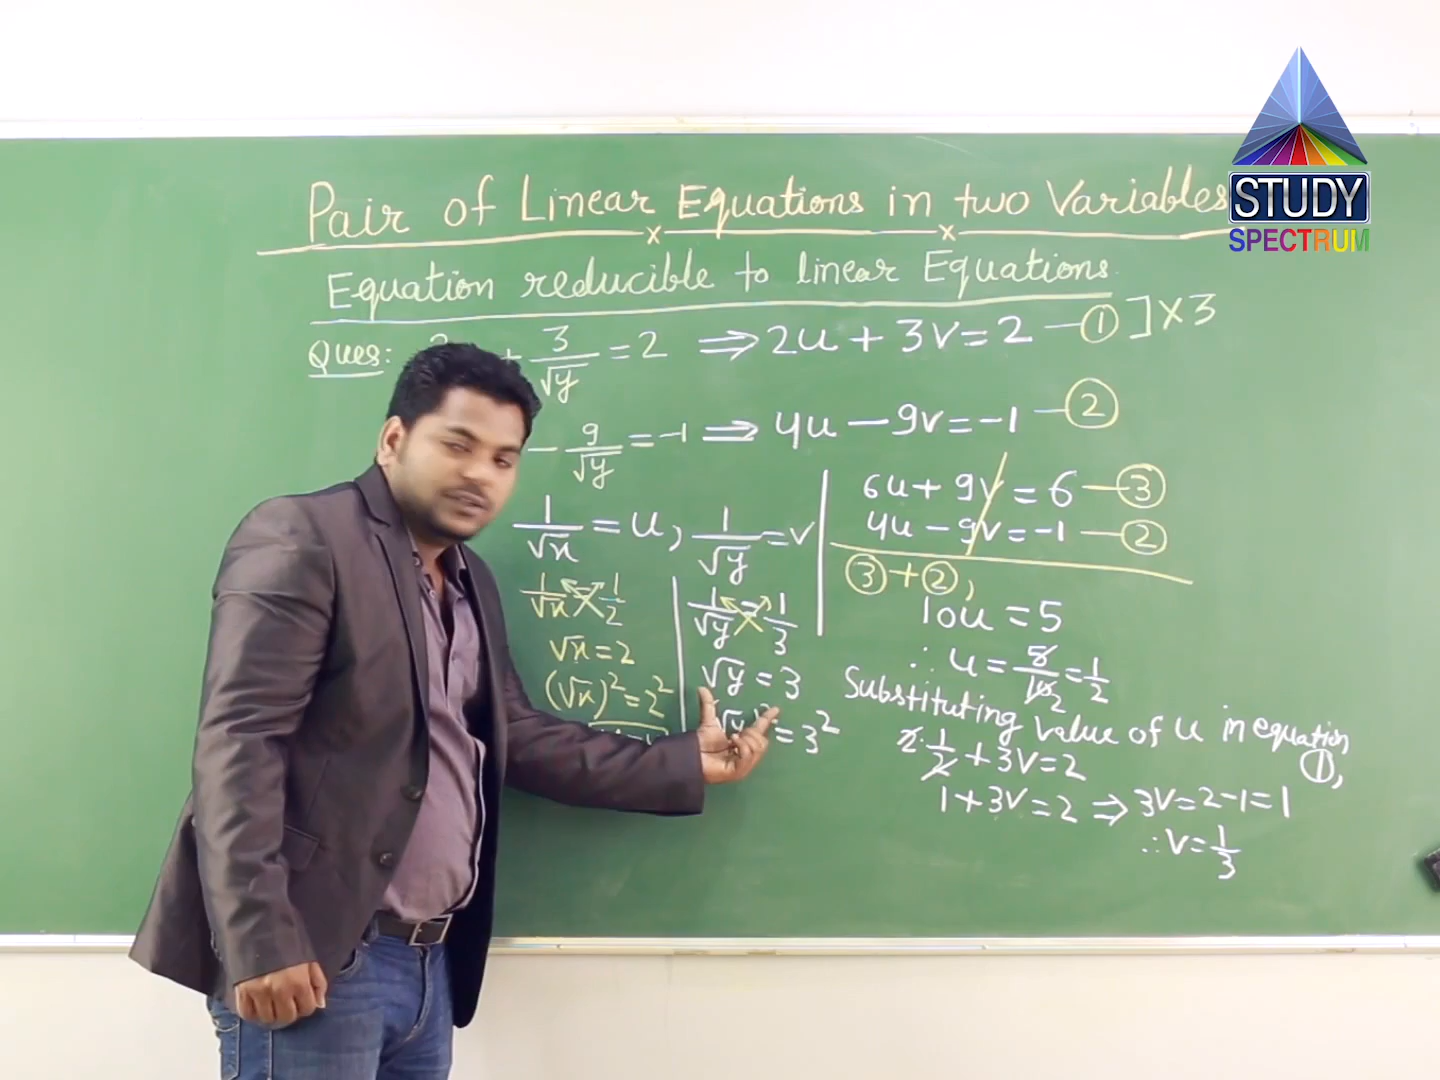 STUDY
SPECTRUM
Pair of Linear Equations in two Variables
x x
Equation reducible to linear Equations
Ques: + 3/√y = 2 ⇒ 2u + 3v = 2 — ① ] × 3
- 9/√y = -1 ⇒ 4u - 9v = -1 — ②
1/√x = u, 1/√y = v
1/√x = 1/2
√x = 2
(√x)² = 2²
1/√y = 1/3
√y = 3
= 3²
6u + 9v = 6 — ③
4u - 9v = -1 — ②
③ + ②,
10u = 5
∴ u = 5/10 2 = 1/2
Substituting value of u in equation ①,
2·1/2 + 3v = 2
1 + 3v = 2 ⇒ 3v = 2 - 1 = 1
∴ v = 1/3